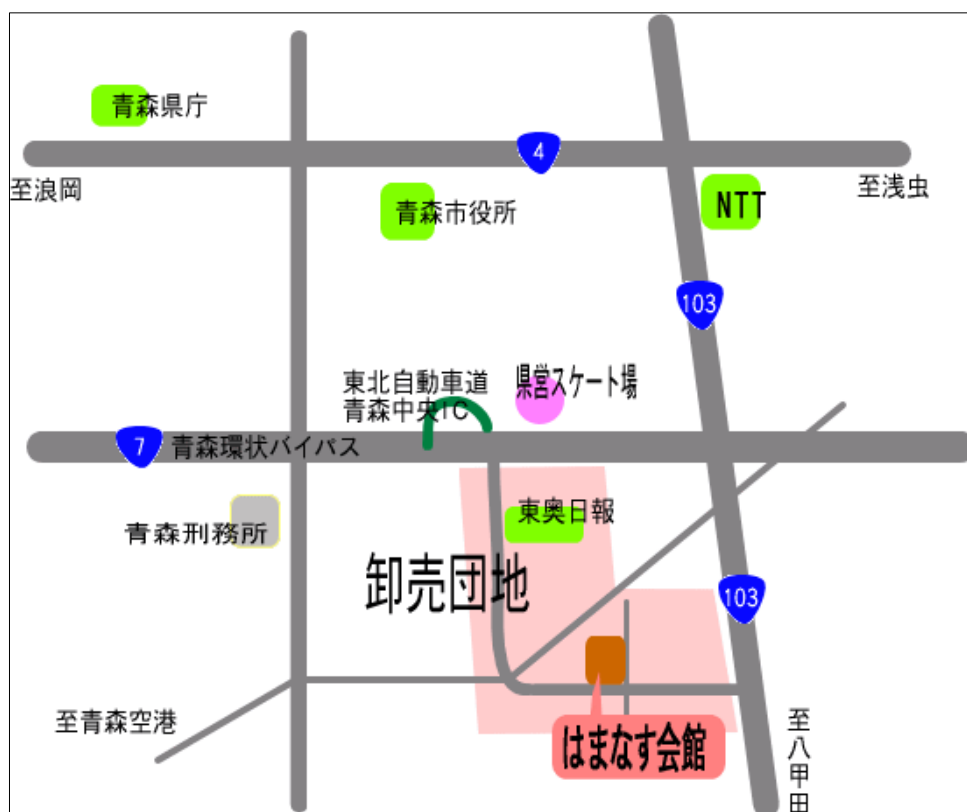 青森県庁
4
至浪岡
至浅虫
青森市役所
NTT
103
東北自動車道
青森中央IC
県営スケート場
7
青森環状バイパス
東奥日報
青森刑務所
卸売団地
103
至青森空港
はまなす会館
至八甲田